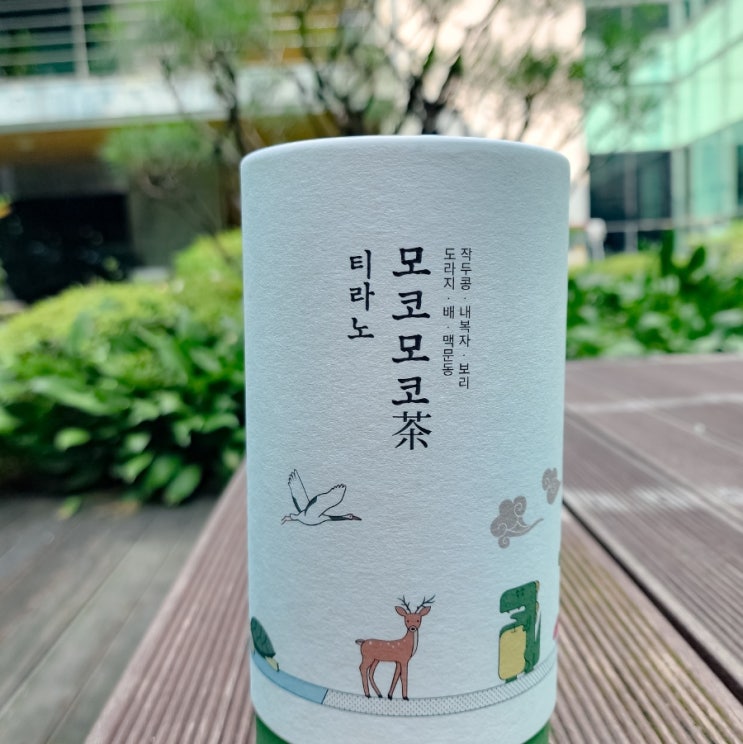 작두콩 · 내복자 · 보리
도라지 · 배 · 맥문동
모코모코茶
티라노